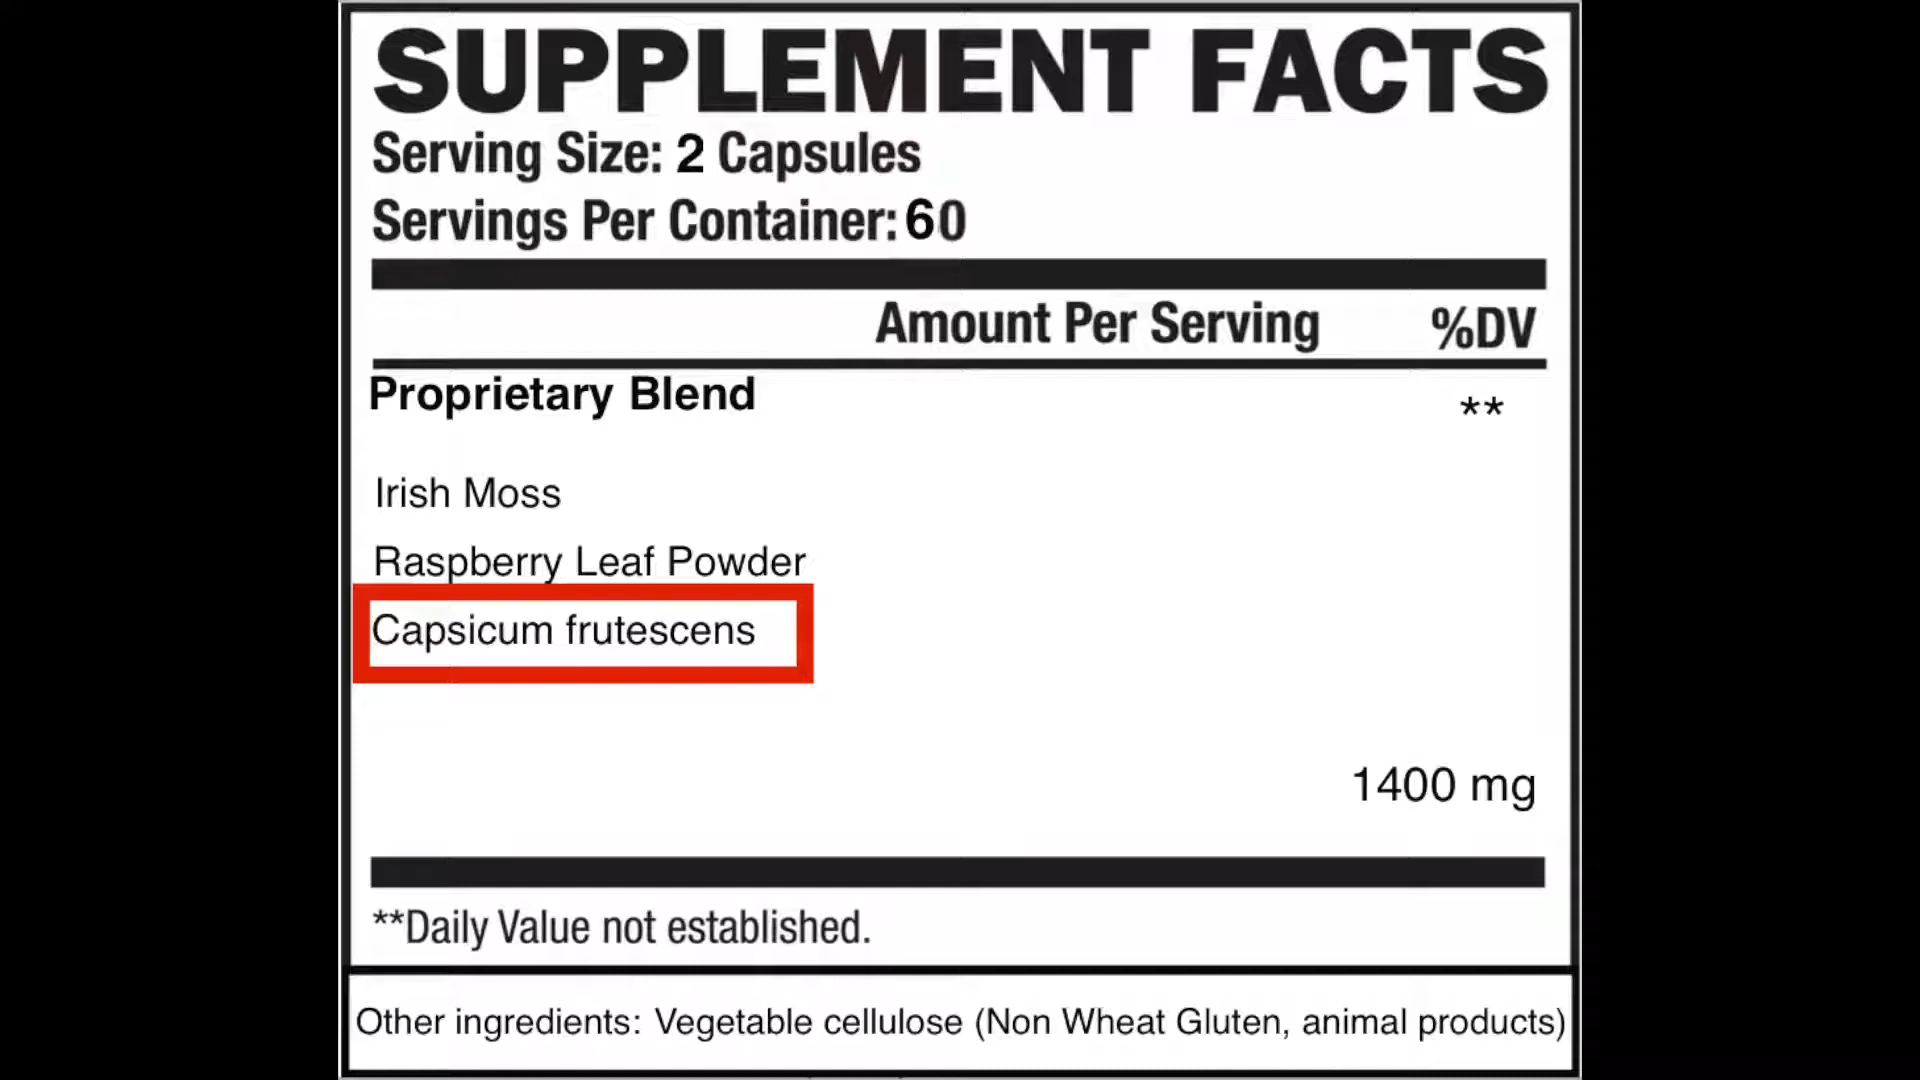 SUPPLEMENT FACTS
Serving Size: 2 Capsules
Servings Per Container: 60
Amount Per Serving %DV
Proprietary Blend **
Irish Moss
Raspberry Leaf Powder
Capsicum frutescens
1400 mg
**Daily Value not established.
Other ingredients: Vegetable cellulose (Non Wheat Gluten, animal products)